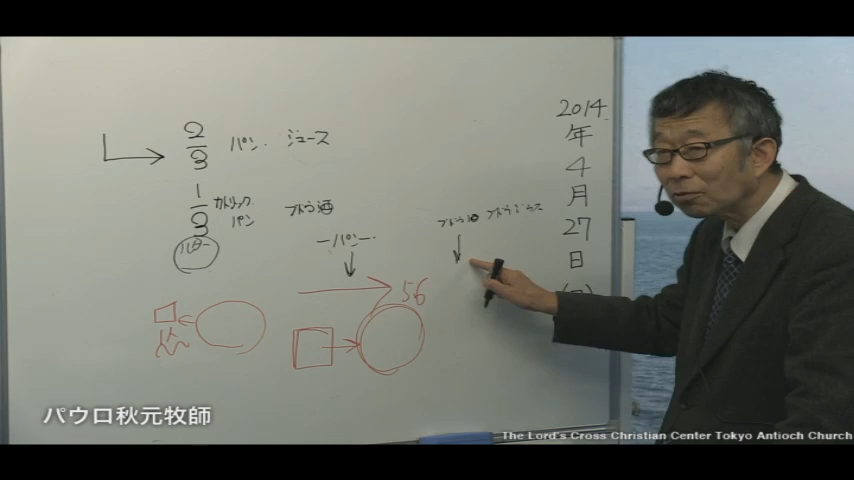 2014
年
4
月
27
日
2/3 パン ジュース
1/3 カトリック パン ブドウ酒
パン
ブドウ酒 ブドウジュース
56
パウロ秋元牧師
The Lord's Cross Christian Center Tokyo Antioch Church